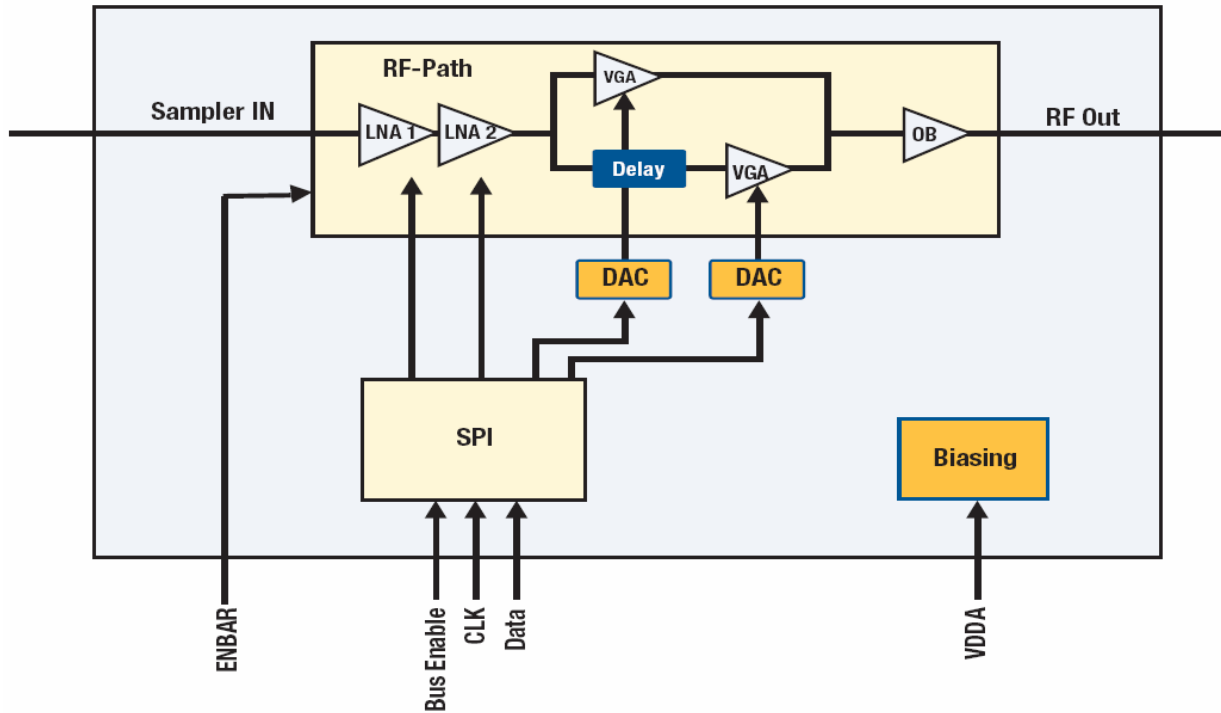 RF-Path
VGA
Sampler IN
LNA 1
LNA 2
OB
RF Out
Delay
VGA
DAC
DAC
SPI
Biasing
ENBAR
Bus Enable
CLK
Data
VDDA